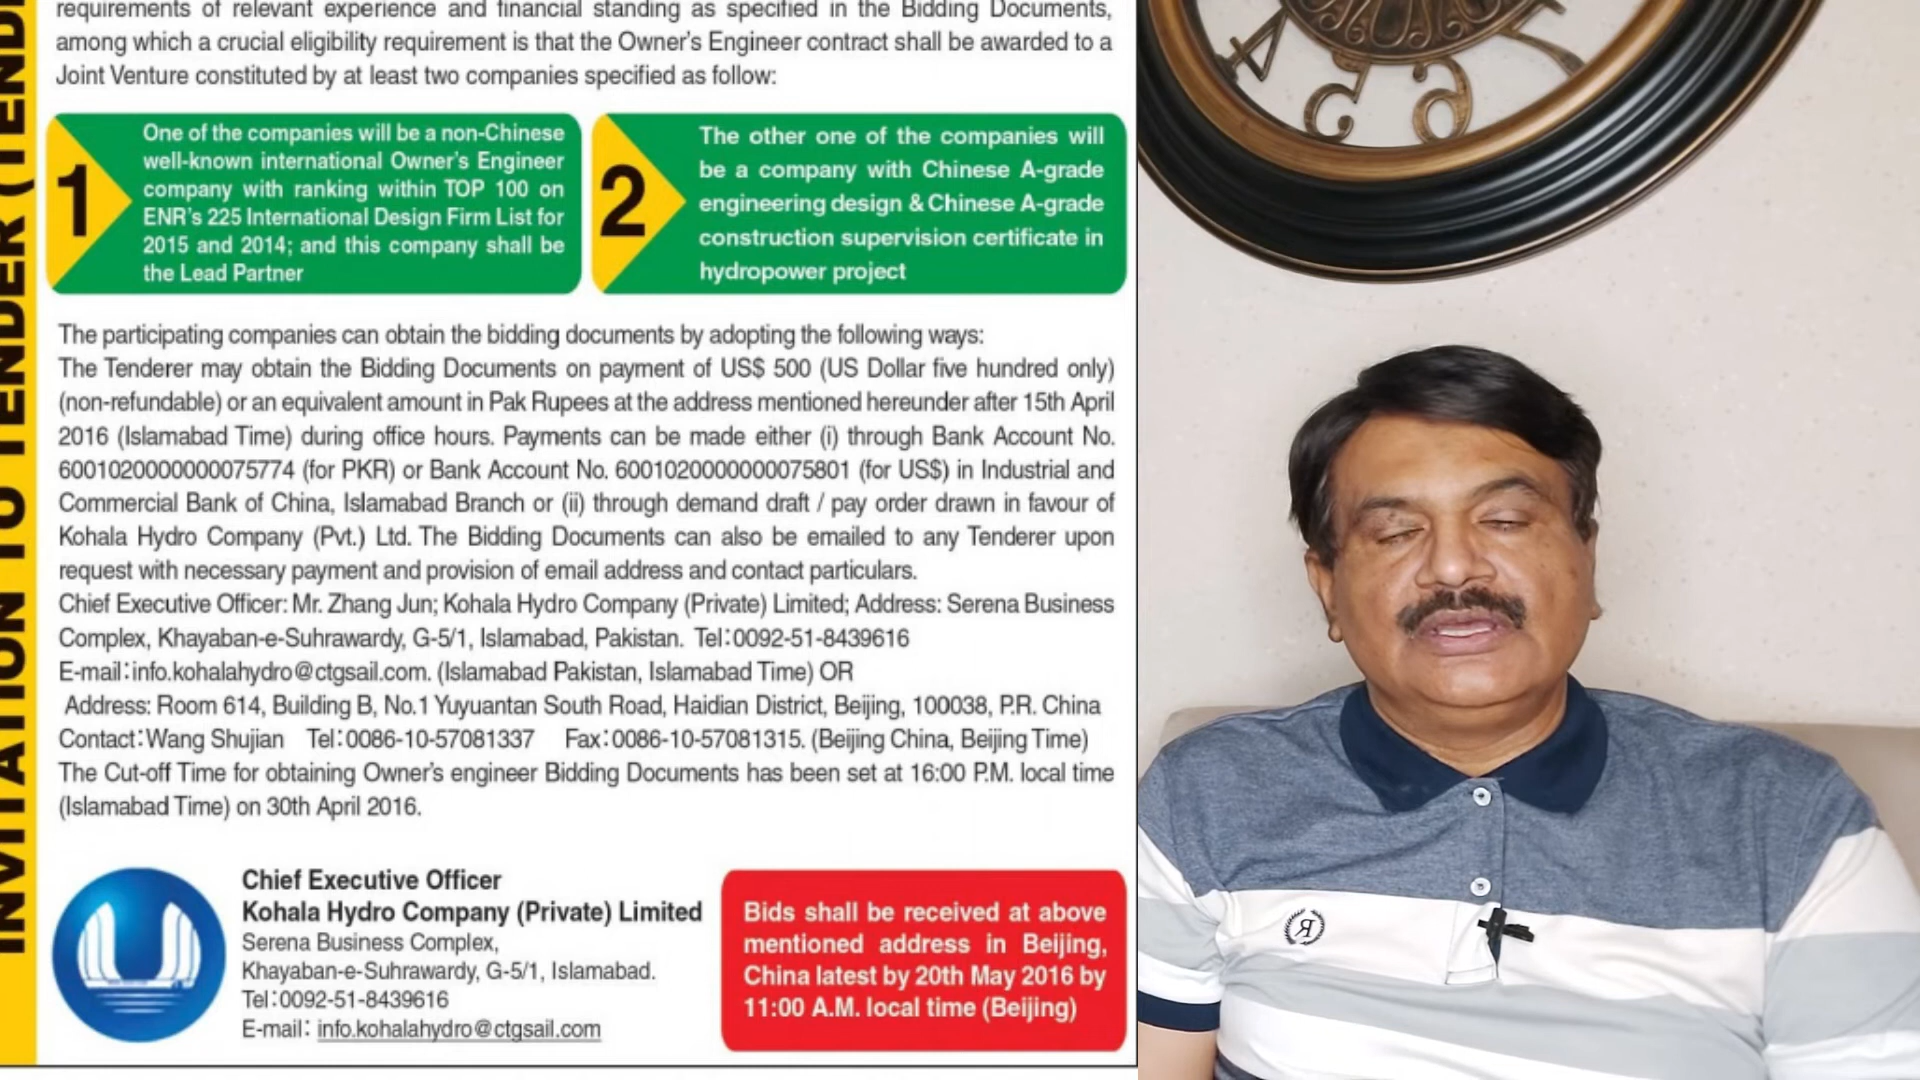 requirements of relevant experience and financial standing as specified in the Bidding Documents,
among which a crucial eligibility requirement is that the Owner's Engineer contract shall be awarded to a
Joint Venture constituted by at least two companies specified as follow:
1
One of the companies will be a non-Chinese
well-known international Owner's Engineer
company with ranking within TOP 100 on
ENR's 225 International Design Firm List for
2015 and 2014; and this company shall be
the Lead Partner
2
The other one of the companies will
be a company with Chinese A-grade
engineering design & Chinese A-grade
construction supervision certificate in
hydropower project
The participating companies can obtain the bidding documents by adopting the following ways:
The Tenderer may obtain the Bidding Documents on payment of US$ 500 (US Dollar five hundred only)
(non-refundable) or an equivalent amount in Pak Rupees at the address mentioned hereunder after 15th April
2016 (Islamabad Time) during office hours. Payments can be made either (i) through Bank Account No.
6001020000000075774 (for PKR) or Bank Account No. 6001020000000075801 (for US$) in Industrial and
Commercial Bank of China, Islamabad Branch or (ii) through demand draft / pay order drawn in favour of
Kohala Hydro Company (Pvt.) Ltd. The Bidding Documents can also be emailed to any Tenderer upon
request with necessary payment and provision of email address and contact particulars.
Chief Executive Officer: Mr. Zhang Jun; Kohala Hydro Company (Private) Limited; Address: Serena Business
Complex, Khayaban-e-Suhrawardy, G-5/1, Islamabad, Pakistan. Tel:0092-51-8439616
E-mail:info.kohalahydro@ctgsail.com. (Islamabad Pakistan, Islamabad Time) OR
Address: Room 614, Building B, No.1 Yuyuantan South Road, Haidian District, Beijing, 100038, P.R. China
Contact:Wang Shujian Tel:0086-10-57081337 Fax:0086-10-57081315. (Beijing China, Beijing Time)
The Cut-off Time for obtaining Owner's engineer Bidding Documents has been set at 16:00 P.M. local time
(Islamabad Time) on 30th April 2016.
Chief Executive Officer
Kohala Hydro Company (Private) Limited
Serena Business Complex,
Khayaban-e-Suhrawardy, G-5/1, Islamabad.
Tel:0092-51-8439616
E-mail: info.kohalahydro@ctgsail.com
Bids shall be received at above
mentioned address in Beijing,
China latest by 20th May 2016 by
11:00 A.M. local time (Beijing)
INVITATION TO TENDER
4
5
6
R